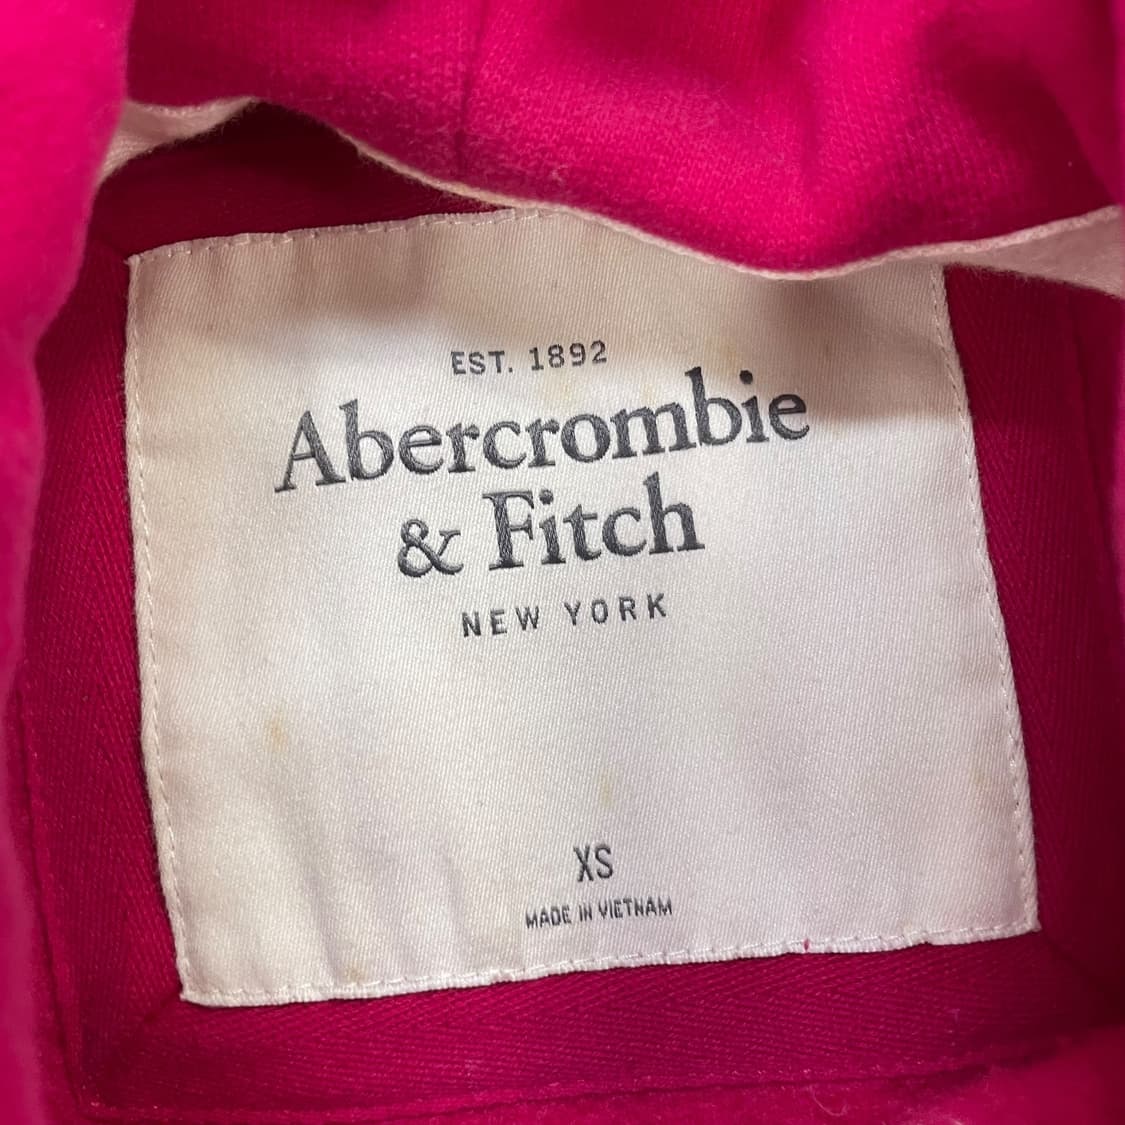 EST. 1892
Abercrombie
& Fitch
NEW YORK
XS
MADE IN VIETNAM